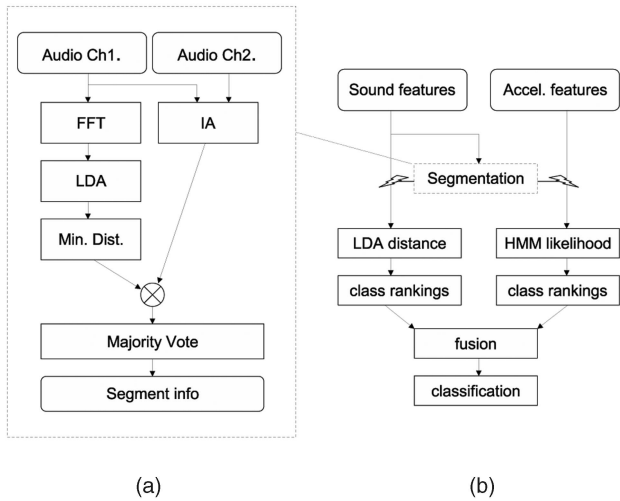 Audio Ch1.
Audio Ch2.
FFT
IA
LDA
Min. Dist.
Majority Vote
Segment info
(a)
Sound features
Accel. features
Segmentation
LDA distance
HMM likelihood
class rankings
class rankings
fusion
classification
(b)